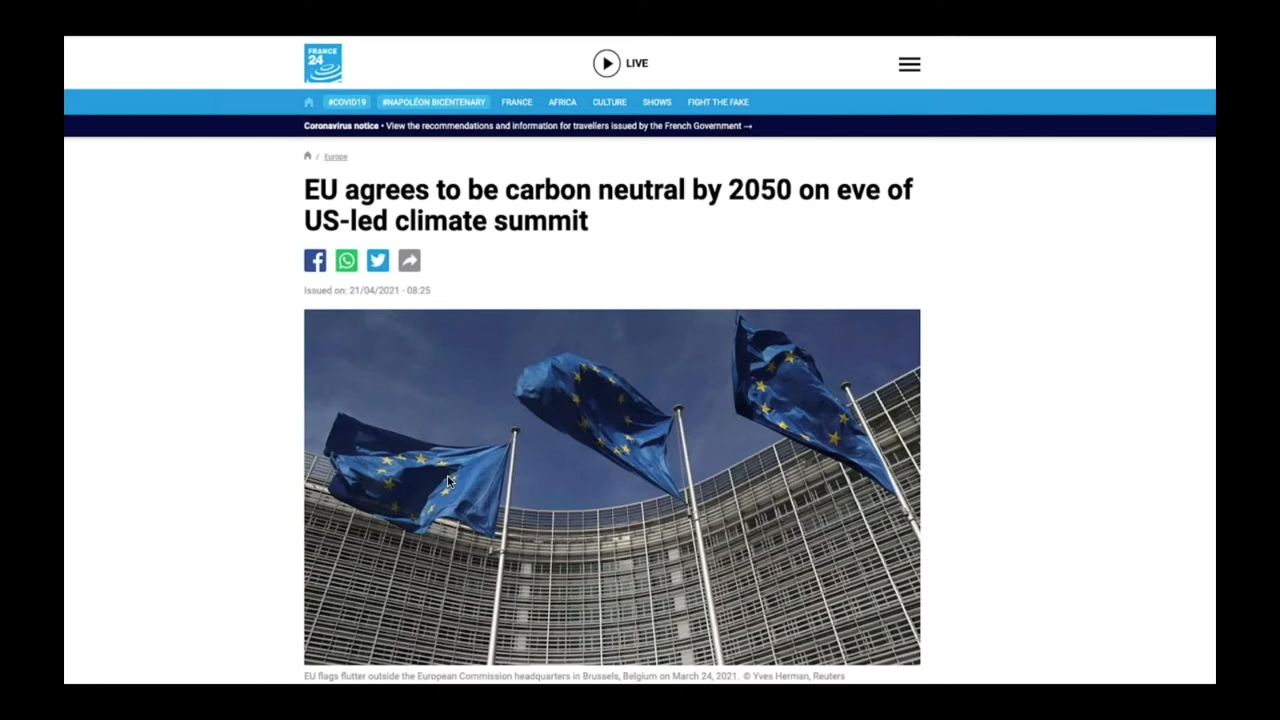 FRANCE
24
LIVE
#COVID19 #NAPOLÉON BICENTENARY FRANCE AFRICA CULTURE SHOWS FIGHT THE FAKE
Coronavirus notice • View the recommendations and information for travellers issued by the French Government →
/ Europe
EU agrees to be carbon neutral by 2050 on eve of
US-led climate summit
Issued on: 21/04/2021 - 08:25
EU flags flutter outside the European Commission headquarters in Brussels, Belgium on March 24, 2021. © Yves Herman, Reuters